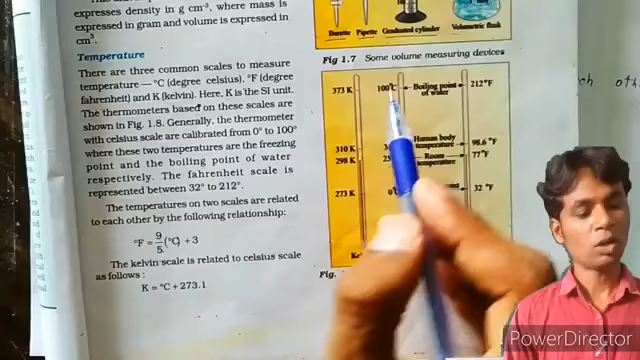 expresses density in g cm⁻³, where mass is
expressed in gram and volume is expressed in
cm³.
Temperature
There are three common scales to measure
temperature — °C (degree celsius), °F (degree
fahrenheit) and K (kelvin). Here, K is the SI unit.
The thermometers based on these scales are
shown in Fig. 1.8. Generally, the thermometer
with celsius scale are calibrated from 0° to 100°
where these two temperatures are the freezing
point and the boiling point of water
respectively. The fahrenheit scale is
represented between 32° to 212°.
The temperatures on two scales are related
to each other by the following relationship:
°F = 9/5 (°C) + 3
The kelvin scale is related to celsius scale
as follows :
K = °C + 273.1
Burette Pipette Graduated cylinder Volumetric flask
Fig 1.7 Some volume measuring devices
373 K 100°C Boiling point of water 212°F
310 K Human body temperature 98.6°F
298 K 25 Room temperature 77°F
273 K 0° 32 °F
Fig.
ch oth
PowerDirector